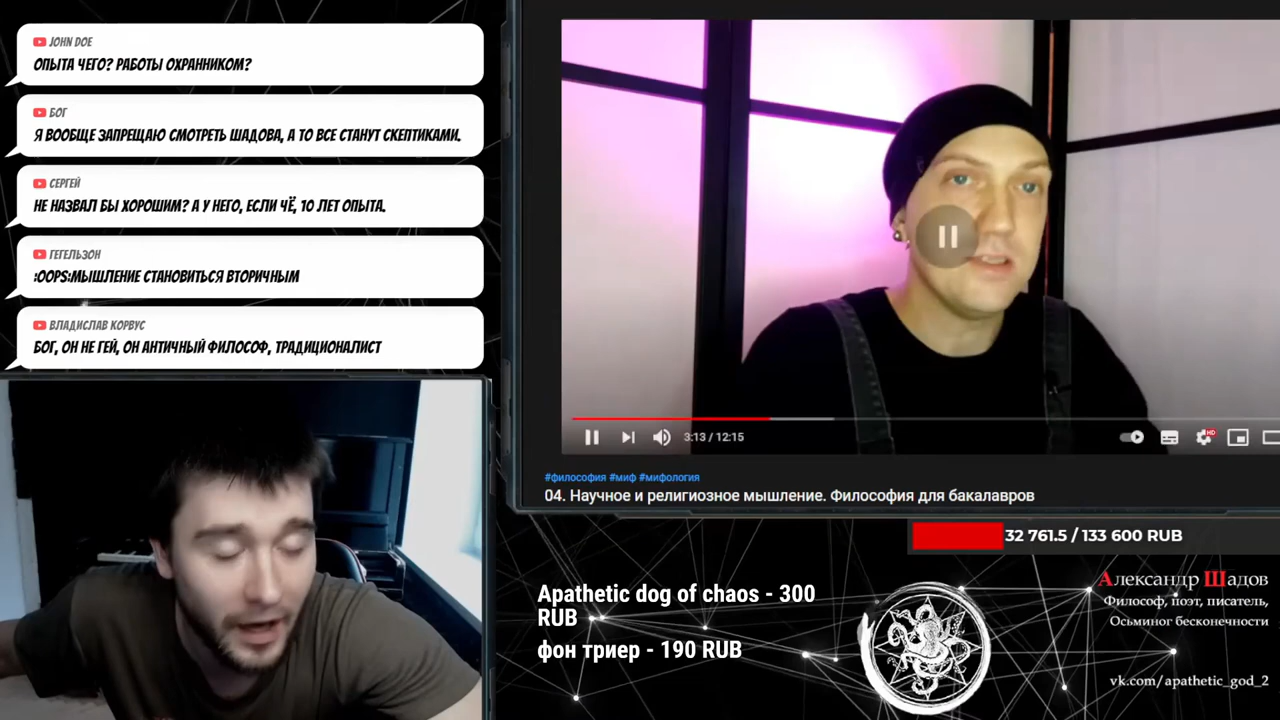 JOHN DOE
ОПЫТА ЧЕГО? РАБОТЫ ОХРАННИКОМ?
БОГ
Я ВООБЩЕ ЗАПРЕЩАЮ СМОТРЕТЬ ШАДОВА, А ТО ВСЕ СТАНУТ СКЕПТИКАМИ.
СЕРГЕЙ
НЕ НАЗВАЛ БЫ ХОРОШИМ? А У НЕГО, ЕСЛИ ЧЁ, 10 ЛЕТ ОПЫТА.
ГЕГЕЛЬЗОН
:OOPS:МЫШЛЕНИЕ СТАНОВИТЬСЯ ВТОРИЧНЫМ
ВЛАДИСЛАВ КОРВУС
БОГ, ОН НЕ ГЕЙ, ОН АНТИЧНЫЙ ФИЛОСОФ, ТРАДИЦИОНАЛИСТ
3:13 / 12:15
HD
#философия #миф #мифология
04. Научное и религиозное мышление. Философия для бакалавров
32 761.5 / 133 600 RUB
Apathetic dog of chaos - 300
RUB
фон триер - 190 RUB
Александр Шадов
Философ, поэт, писатель,
Осьминог бесконечности
vk.com/apathetic_god_2